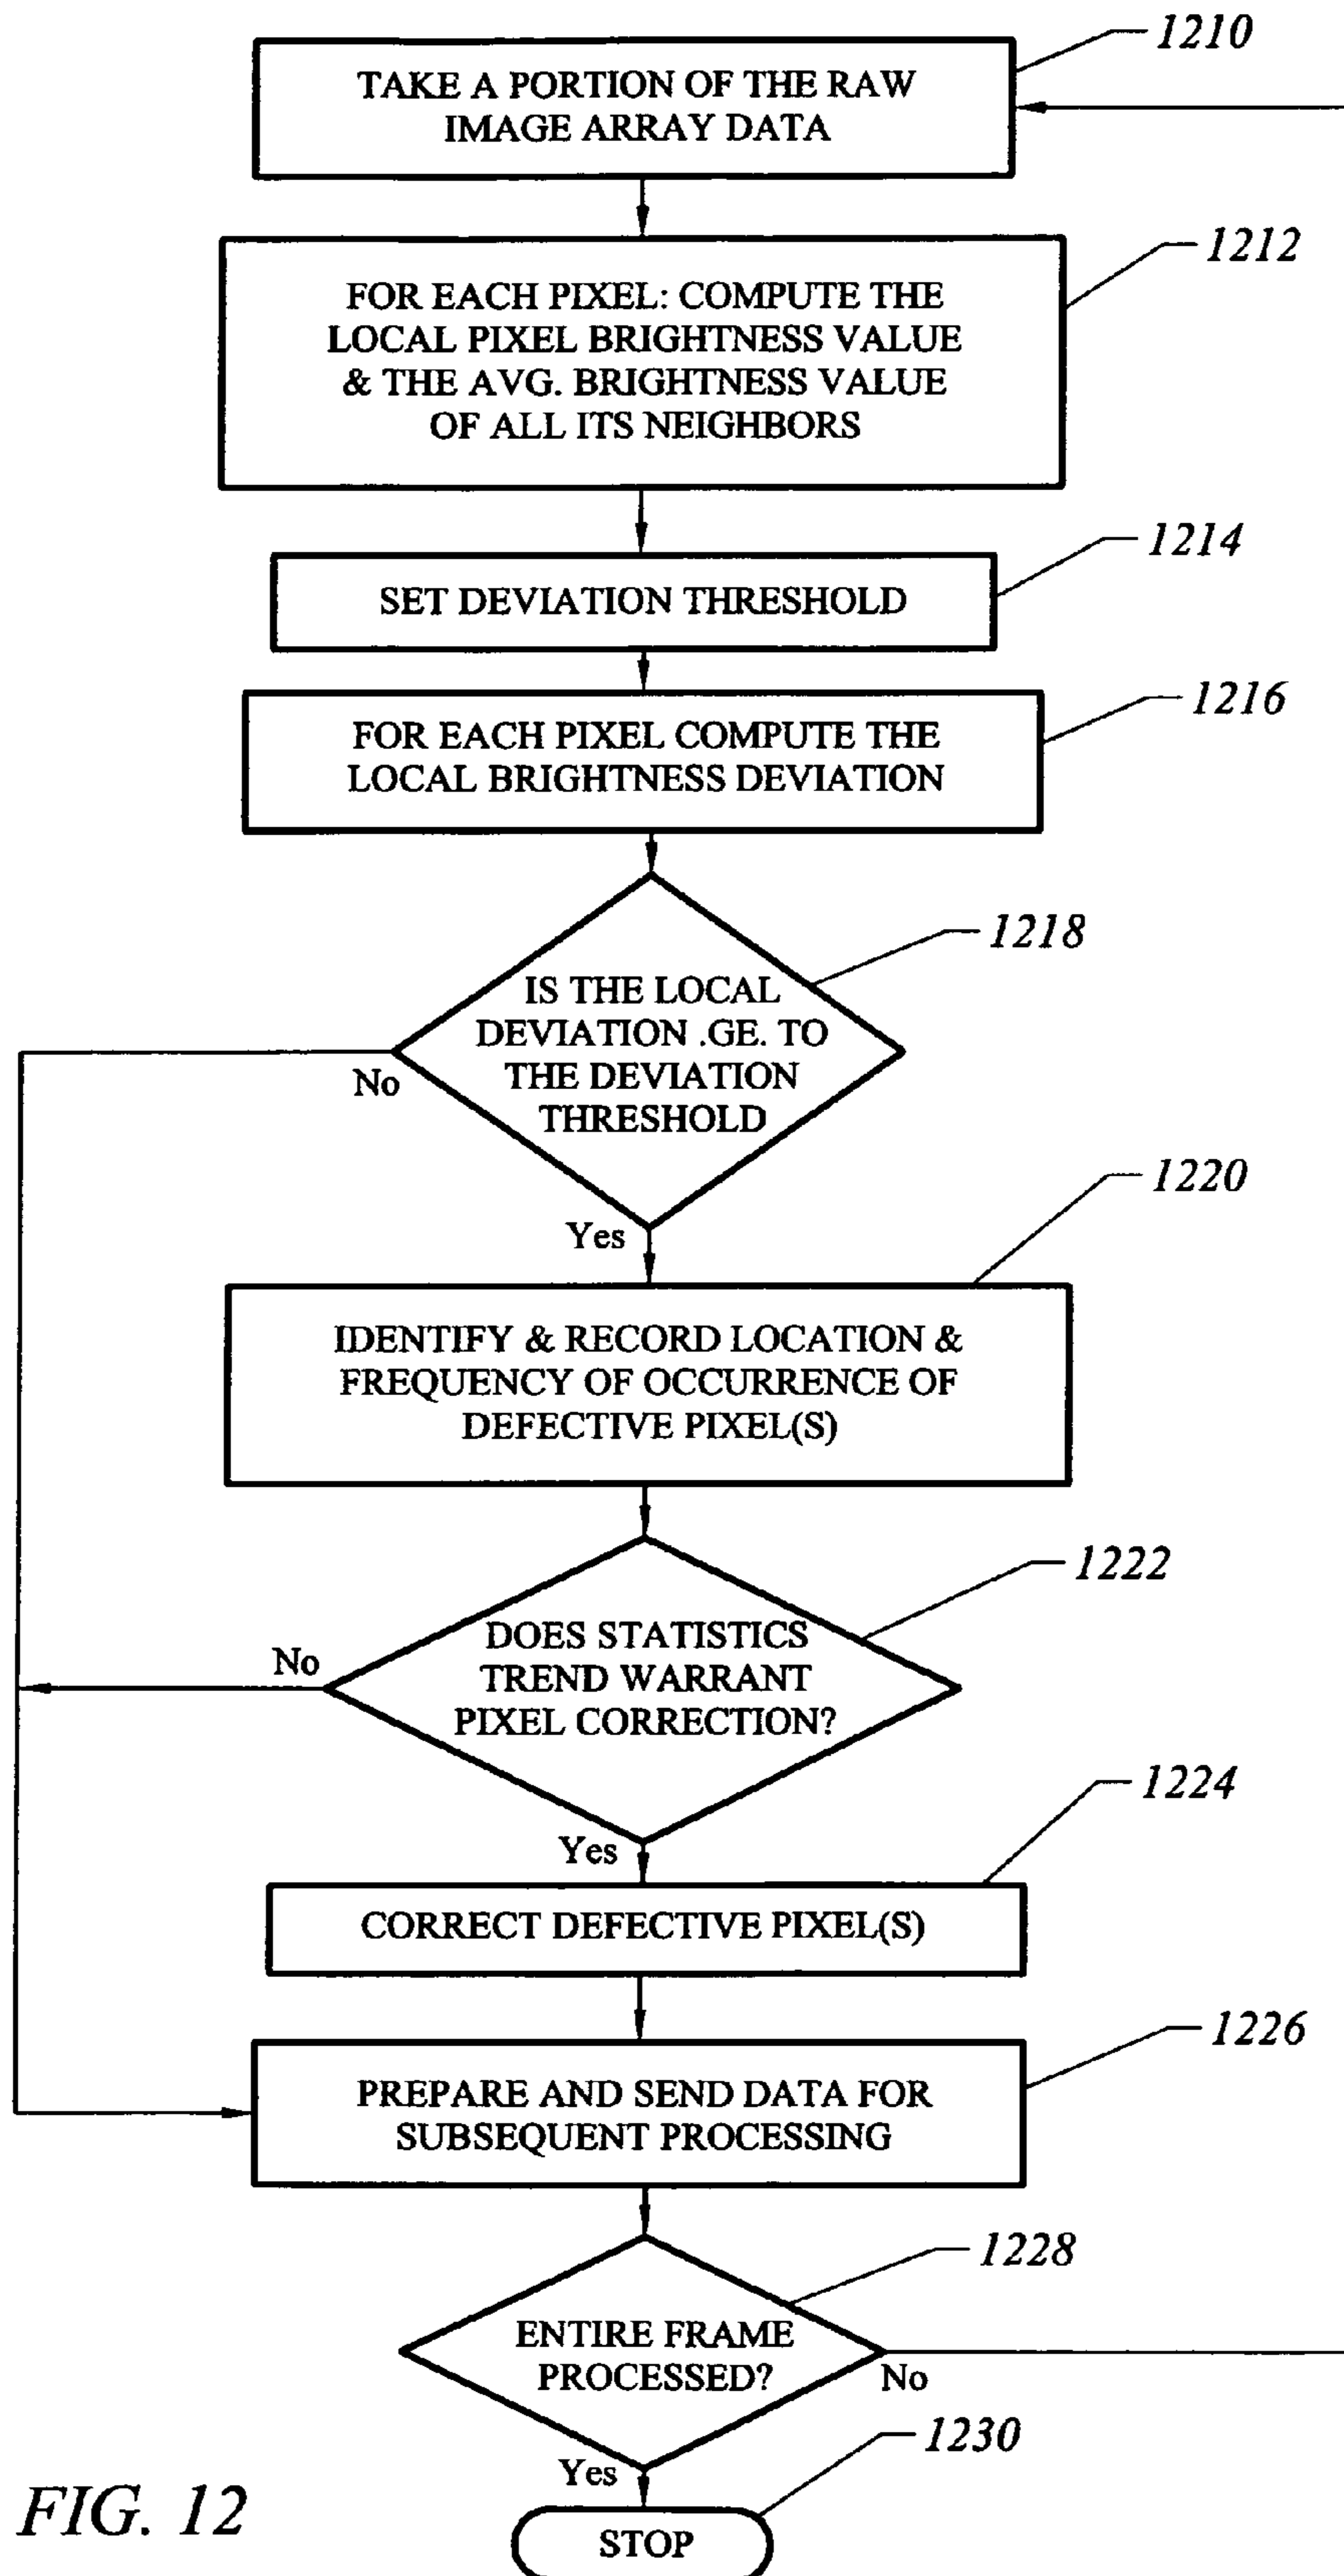 1210
TAKE A PORTION OF THE RAW
IMAGE ARRAY DATA
1212
FOR EACH PIXEL: COMPUTE THE
LOCAL PIXEL BRIGHTNESS VALUE
& THE AVG. BRIGHTNESS VALUE
OF ALL ITS NEIGHBORS
1214
SET DEVIATION THRESHOLD
1216
FOR EACH PIXEL COMPUTE THE
LOCAL BRIGHTNESS DEVIATION
1218
IS THE LOCAL
DEVIATION .GE. TO
THE DEVIATION
THRESHOLD
No
Yes
1220
IDENTIFY & RECORD LOCATION &
FREQUENCY OF OCCURRENCE OF
DEFECTIVE PIXEL(S)
1222
DOES STATISTICS
TREND WARRANT
PIXEL CORRECTION?
No
Yes
1224
CORRECT DEFECTIVE PIXEL(S)
1226
PREPARE AND SEND DATA FOR
SUBSEQUENT PROCESSING
1228
ENTIRE FRAME
PROCESSED?
No
Yes
1230
STOP
FIG. 12